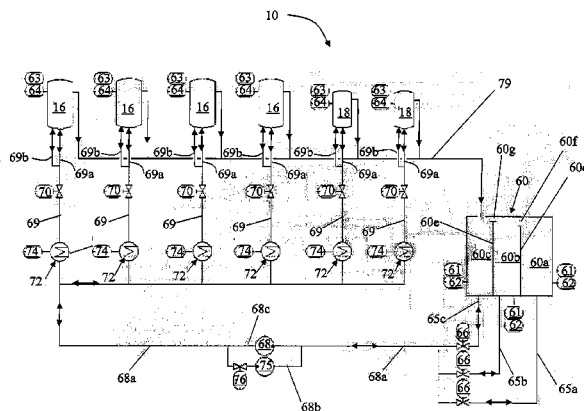 10
63 63 63 63 63 63
64 64 64 64 64 64
16 16 16 16 18 18
79
69b 69b 69b 69b 69b 69b
69a 69a 69a 69a 69a 69a
60g 60 60f
60e
70 70 70 70 70 70
69 69 69 69 69 69
60c 60b 60a
74 74 74 74 74 74
72 72 72 72 72 72
61 61
62 62
65c
61
62
68c
68a 68 68a
66
66
66
76 75 68b
65b 65a